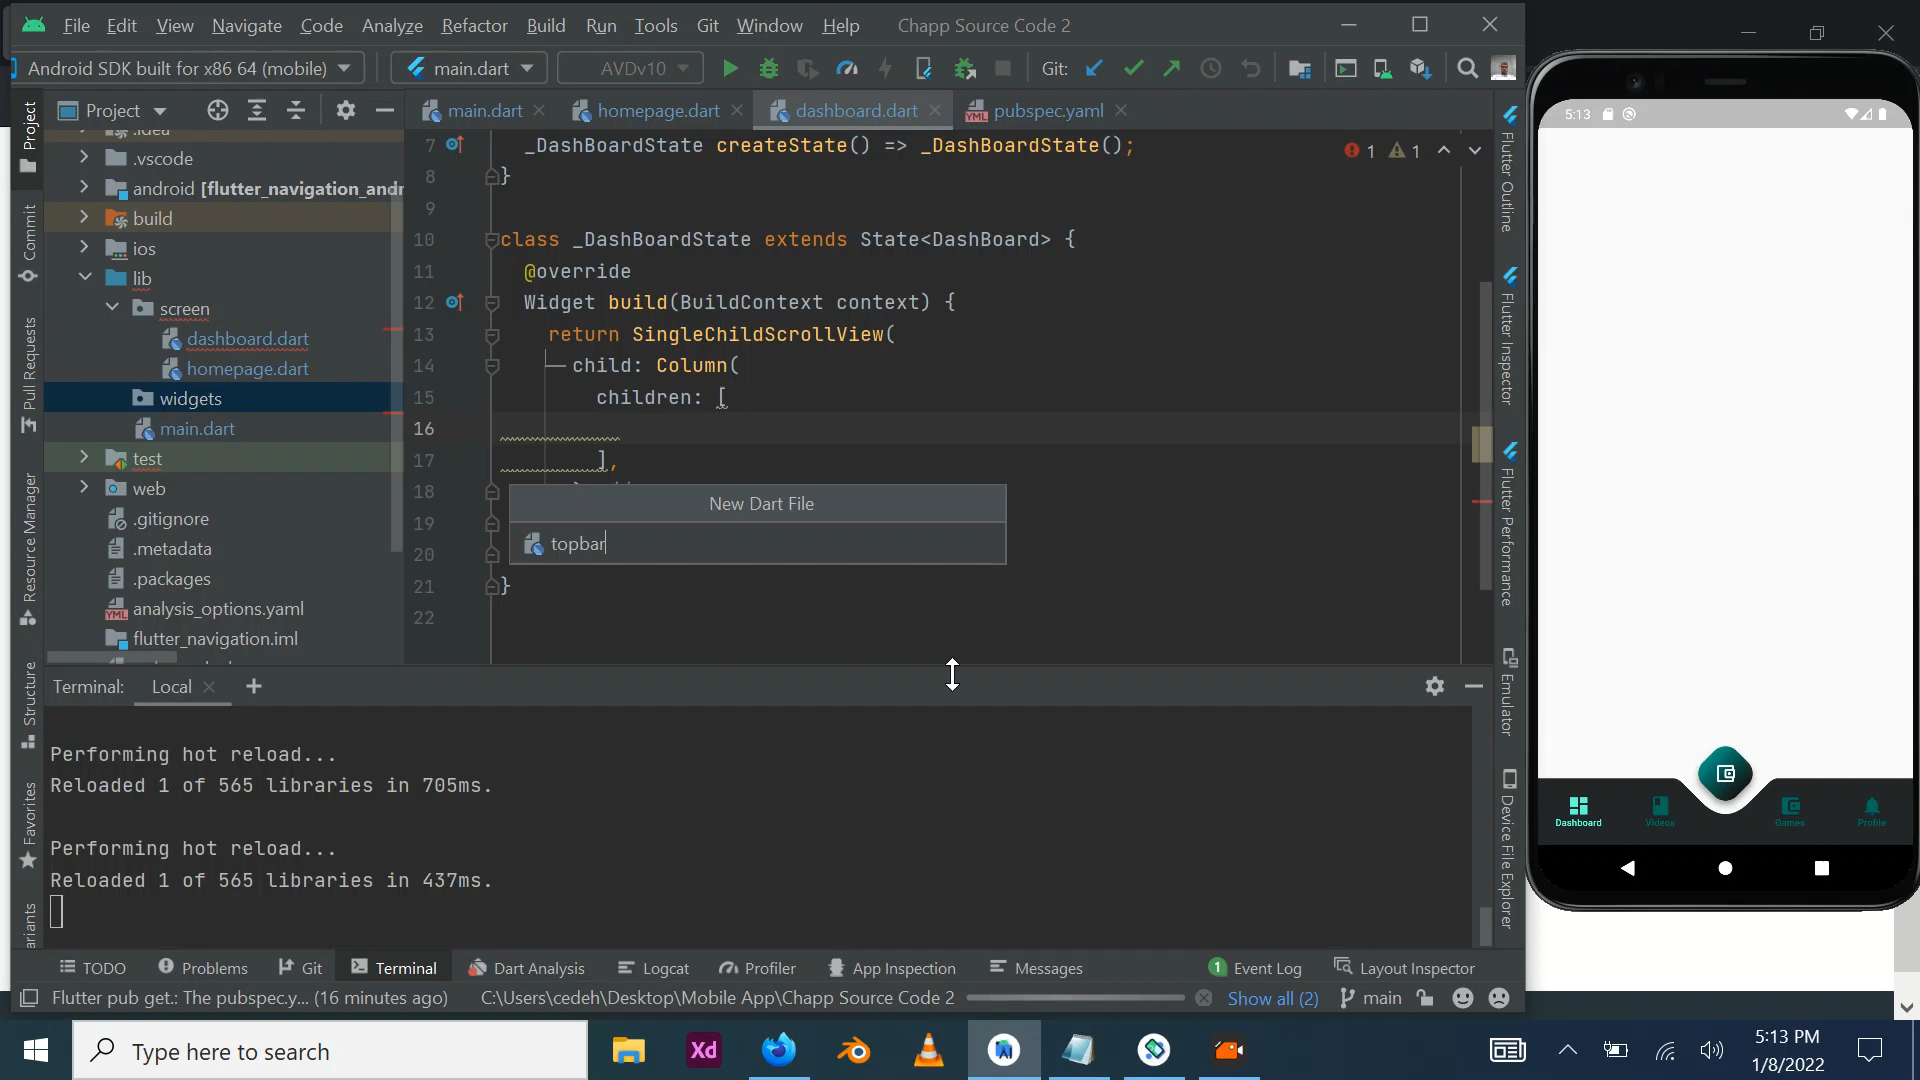 File Edit View Navigate Code Analyze Refactor Build Run Tools Git Window Help Chapp Source Code 2
Android SDK built for x86 64 (mobile) main.dart AVDv10 Git:
Project
main.dart homepage.dart dashboard.dart pubspec.yaml
.idea
.vscode
android [flutter_navigation_andr
build
ios
lib
screen
dashboard.dart
homepage.dart
widgets
main.dart
test
web
.gitignore
.metadata
.packages
analysis_options.yaml
flutter_navigation.iml
7 _DashBoardState createState() => _DashBoardState();
1 1
8 }
9
10 class _DashBoardState extends State<DashBoard> {
11 @override
12 Widget build(BuildContext context) {
13 return SingleChildScrollView(
14 child: Column(
15 children: [
16
17 ],
18
19
20
21 }
22
New Dart File
topbar
Project
Commit
Pull Requests
Resource Manager
Structure
Favorites
ariants
Flutter Outline
Flutter Inspector
Flutter Performance
Emulator
Device File Explorer
Terminal: Local
Performing hot reload...
Reloaded 1 of 565 libraries in 705ms.
Performing hot reload...
Reloaded 1 of 565 libraries in 437ms.
TODO Problems Git Terminal Dart Analysis Logcat Profiler App Inspection Messages 1 Event Log Layout Inspector
Flutter pub get.: The pubspec.y... (16 minutes ago) C:\Users\cedeh\Desktop\Mobile App\Chapp Source Code 2 Show all (2) main
5:13
Dashboard Videos Games Profile
Type here to search
Xd
5:13 PM
1/8/2022